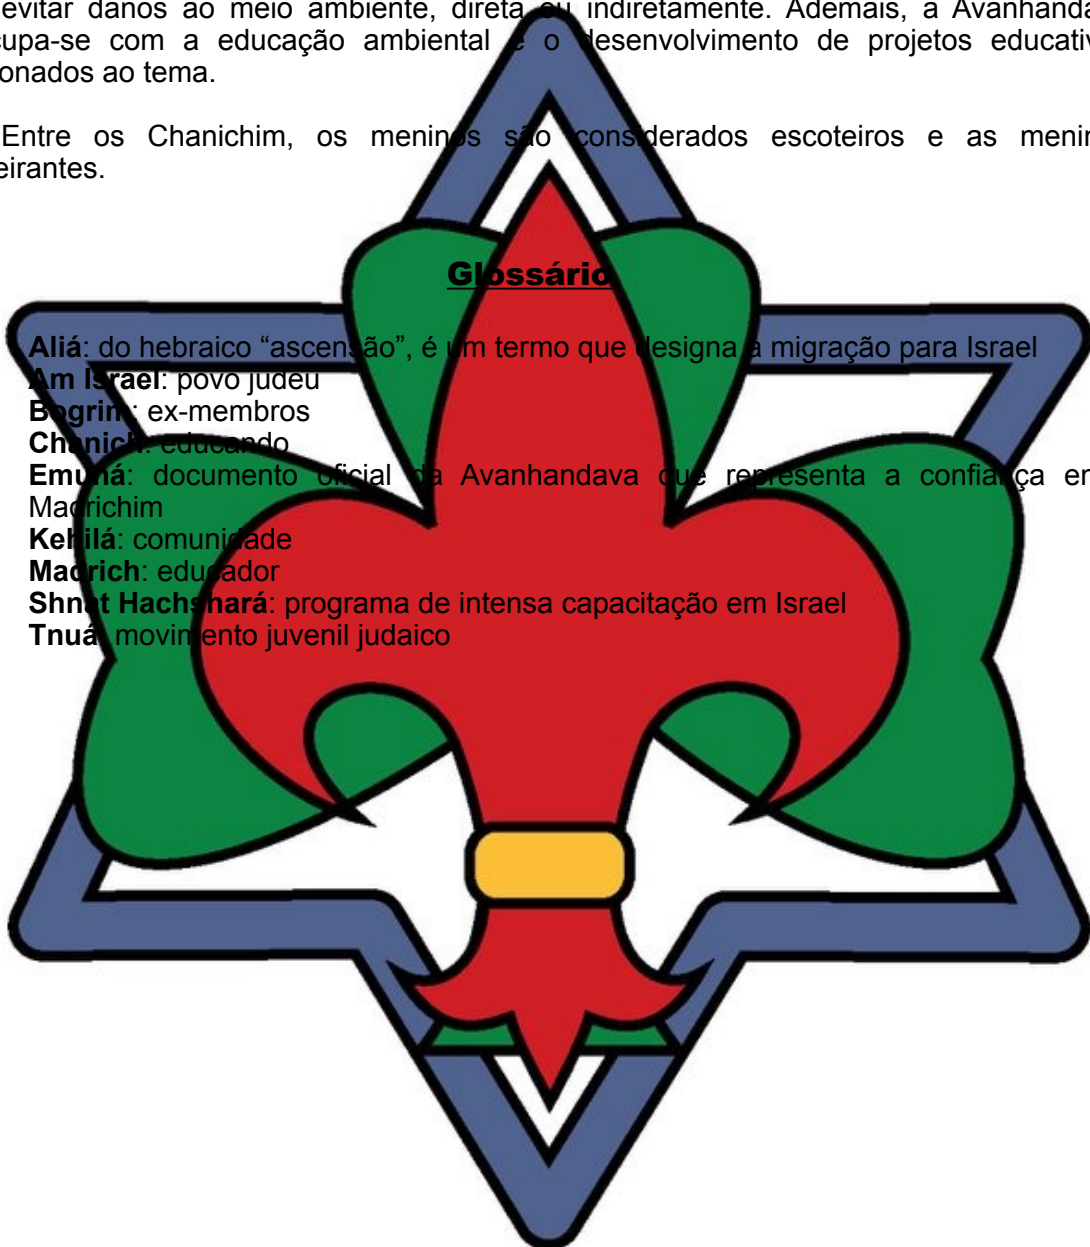 evitar danos ao meio ambiente, direta ou indiretamente. Ademais, a Avanhanda
cupa-se com a educação ambiental e o desenvolvimento de projetos educativ
onados ao tema.
Entre os Chanichim, os meninos são considerados escoteiros e as menin
eirantes.
Glossário
Aliá: do hebraico “ascensão”, é um termo que designa a migração para Israel
Am Israel: povo judeu
Bogrim: ex-membros
Chanich: educando
Emuná: documento oficial da Avanhandava que representa a confiança en
Madrichim
Kehilá: comunidade
Madrich: educador
Shnat Hachshará: programa de intensa capacitação em Israel
Tnuá: movimento juvenil judaico